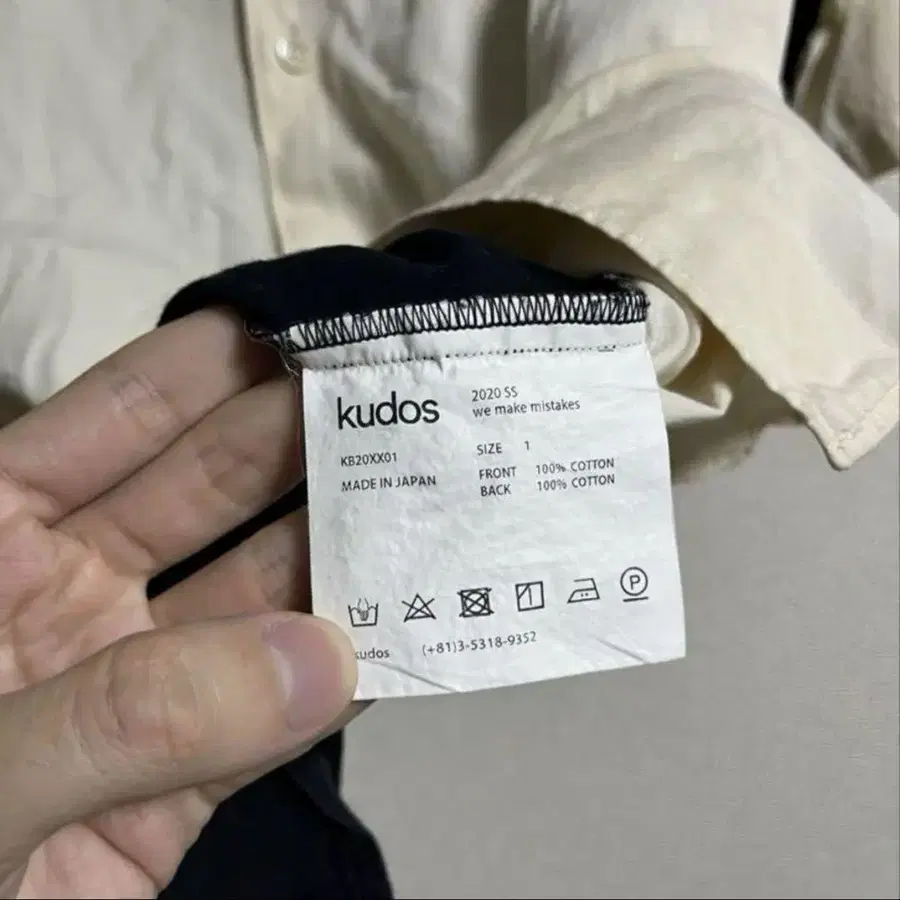 kudos
2020 SS
we make mistakes
KB20XX01
MADE IN JAPAN
SIZE 1
FRONT 100% COTTON
BACK 100% COTTON
P
kudos (+81)3-5318-9352